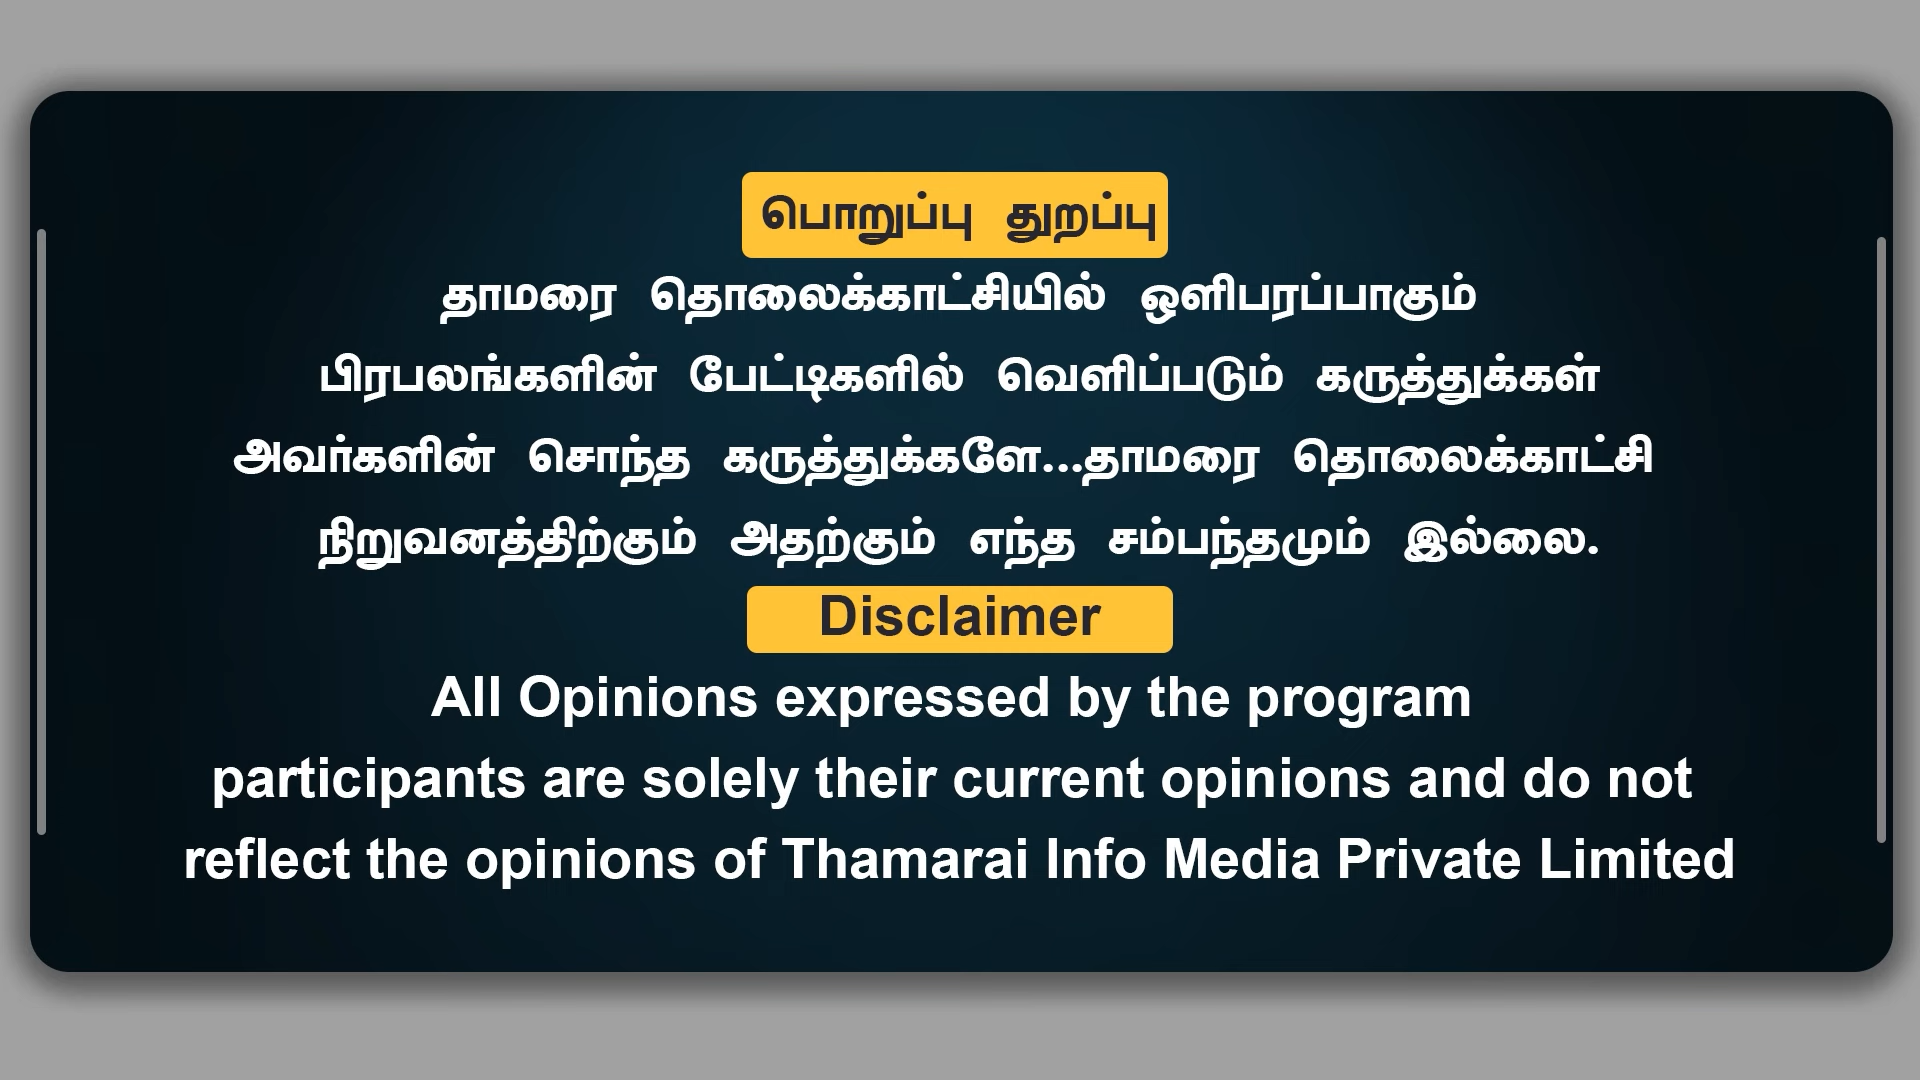 பொறுப்பு துறப்பு
தாமரை தொலைக்காட்சியில் ஒளிபரப்பாகும்
பிரபலங்களின் பேட்டிகளில் வெளிப்படும் கருத்துக்கள்
அவர்களின் சொந்த கருத்துக்களே...தாமரை தொலைக்காட்சி
நிறுவனத்திற்கும் அதற்கும் எந்த சம்பந்தமும் இல்லை.
Disclaimer
All Opinions expressed by the program
participants are solely their current opinions and do not
reflect the opinions of Thamarai Info Media Private Limited